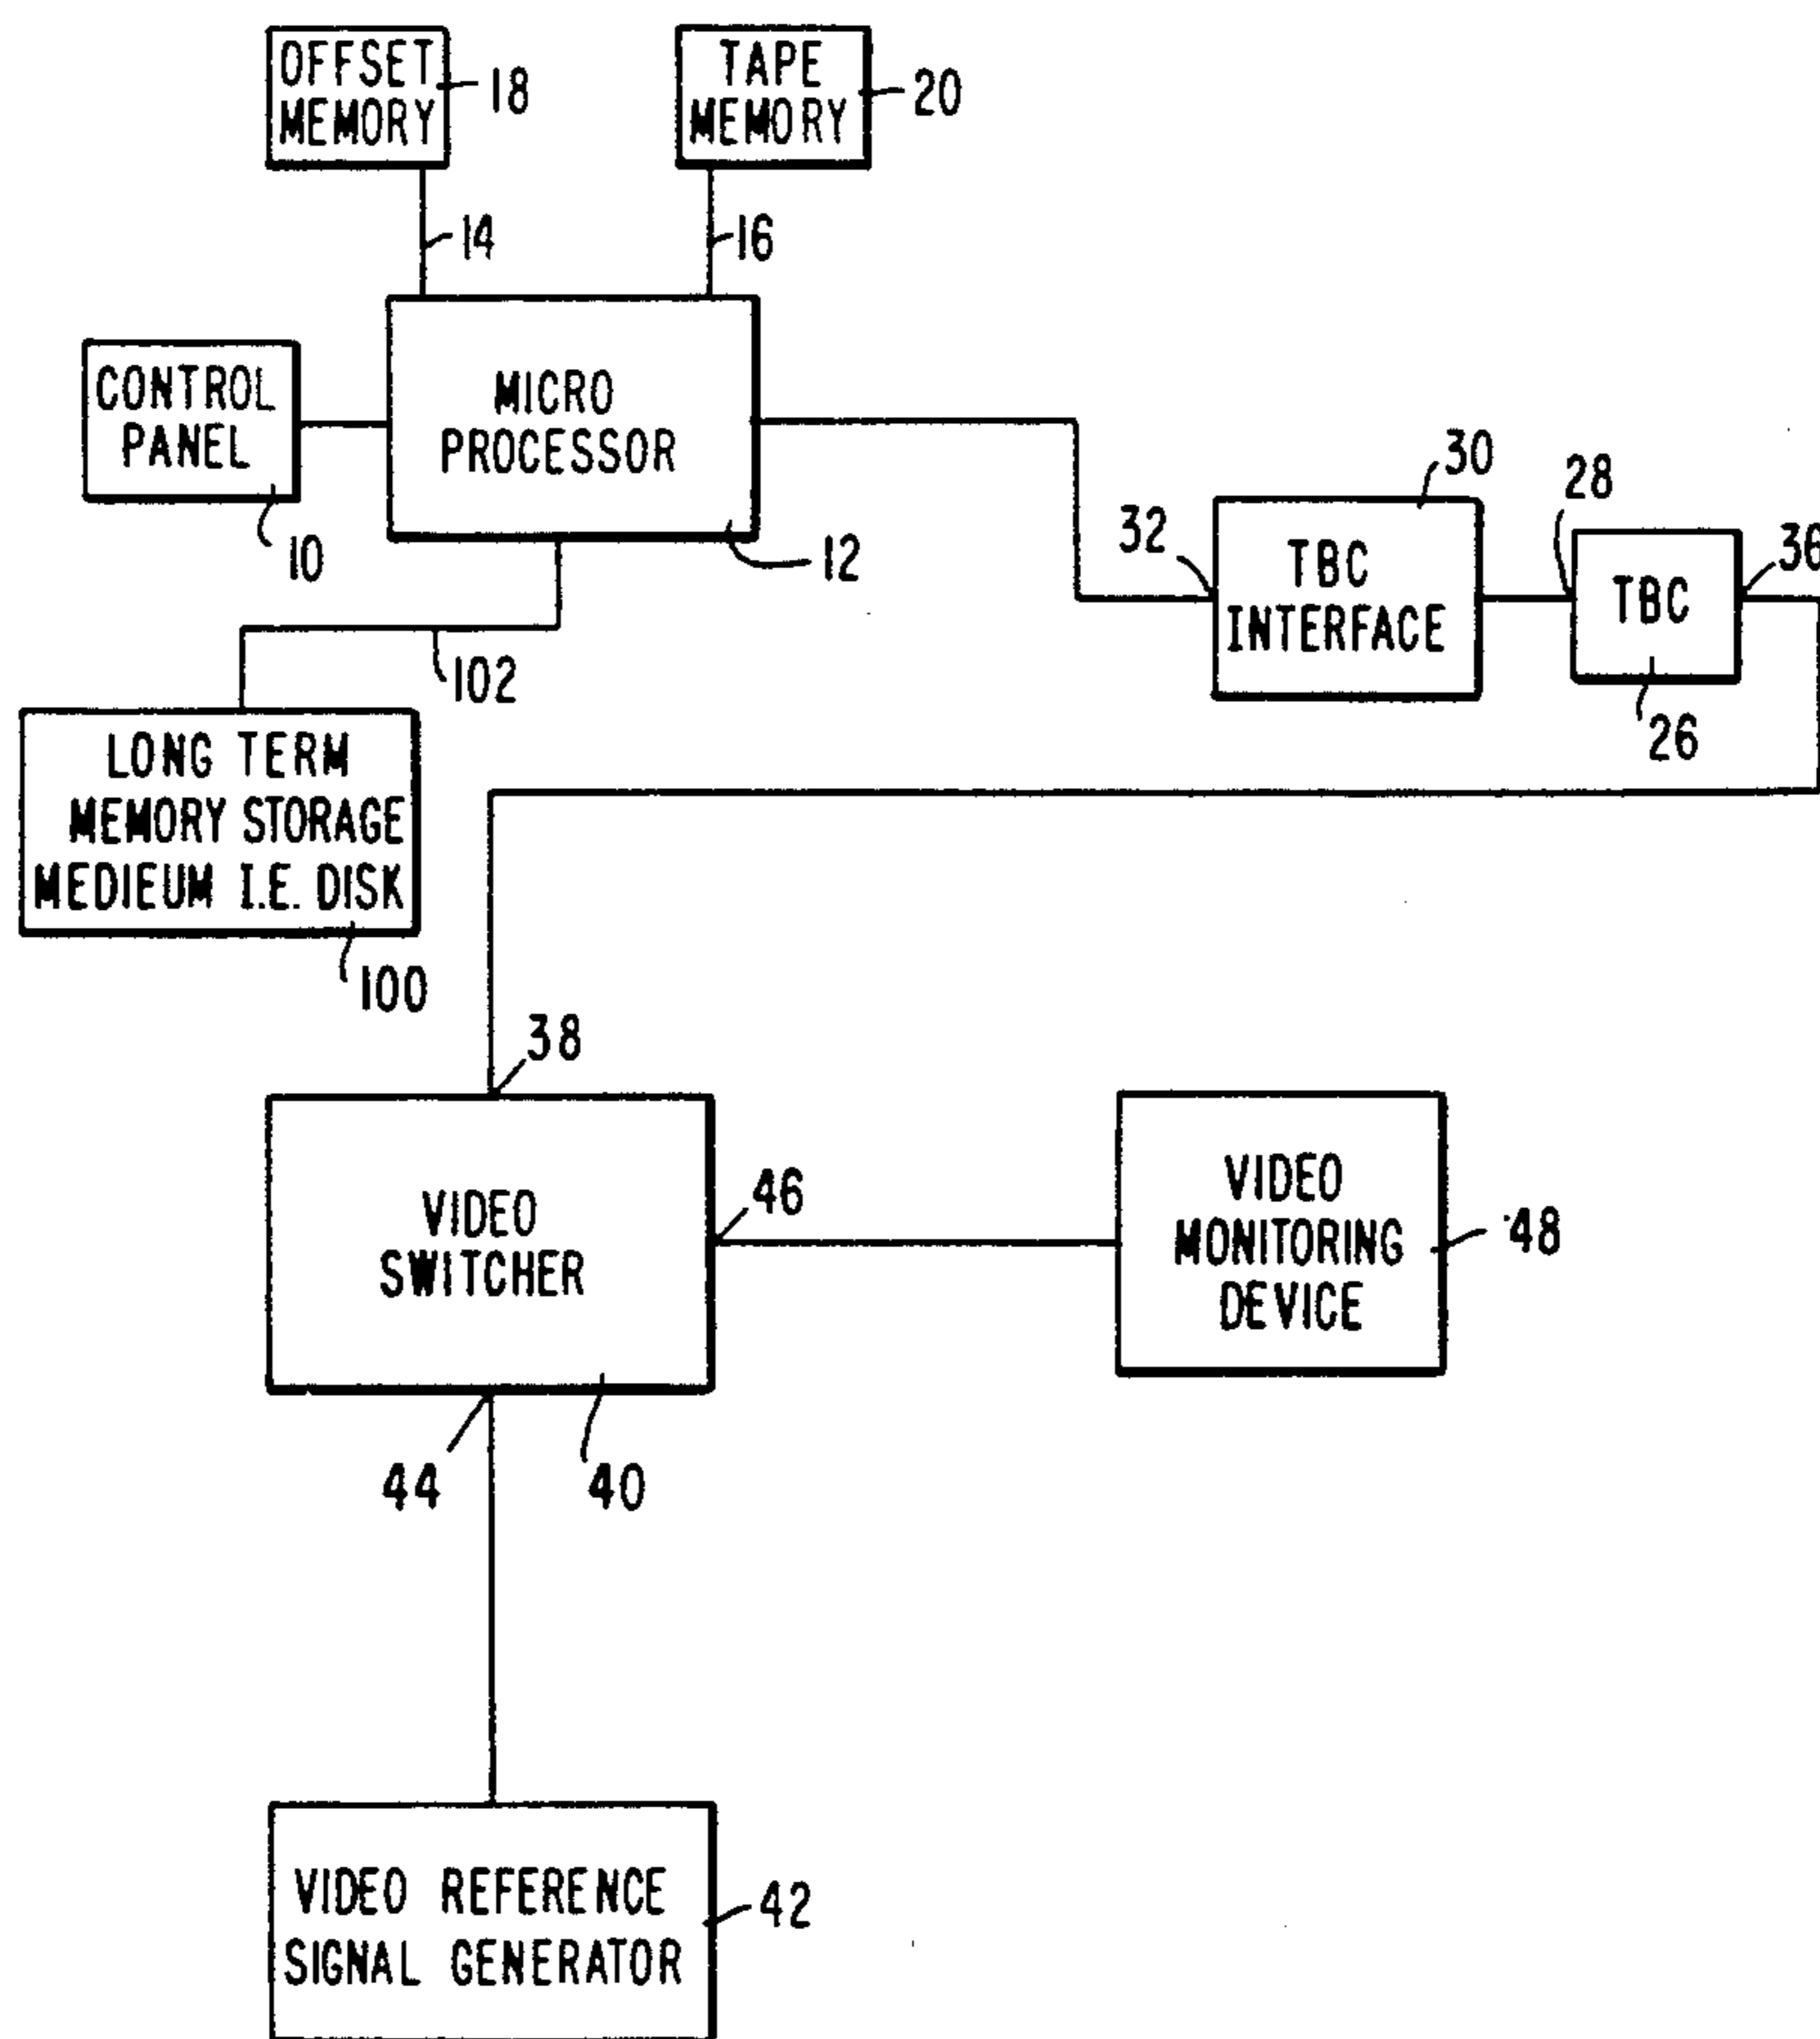 OFFSET
MEMORY
18
TAPE
MEMORY
20
14
16
CONTROL
PANEL
10
MICRO
PROCESSOR
12
102
LONG TERM
MEMORY STORAGE
MEDIEUM I.E. DISK
100
32
TBC
INTERFACE
30
28
TBC
26
36
38
VIDEO
SWITCHER
46
VIDEO
MONITORING
DEVICE
48
44
40
VIDEO REFERENCE
SIGNAL GENERATOR
42